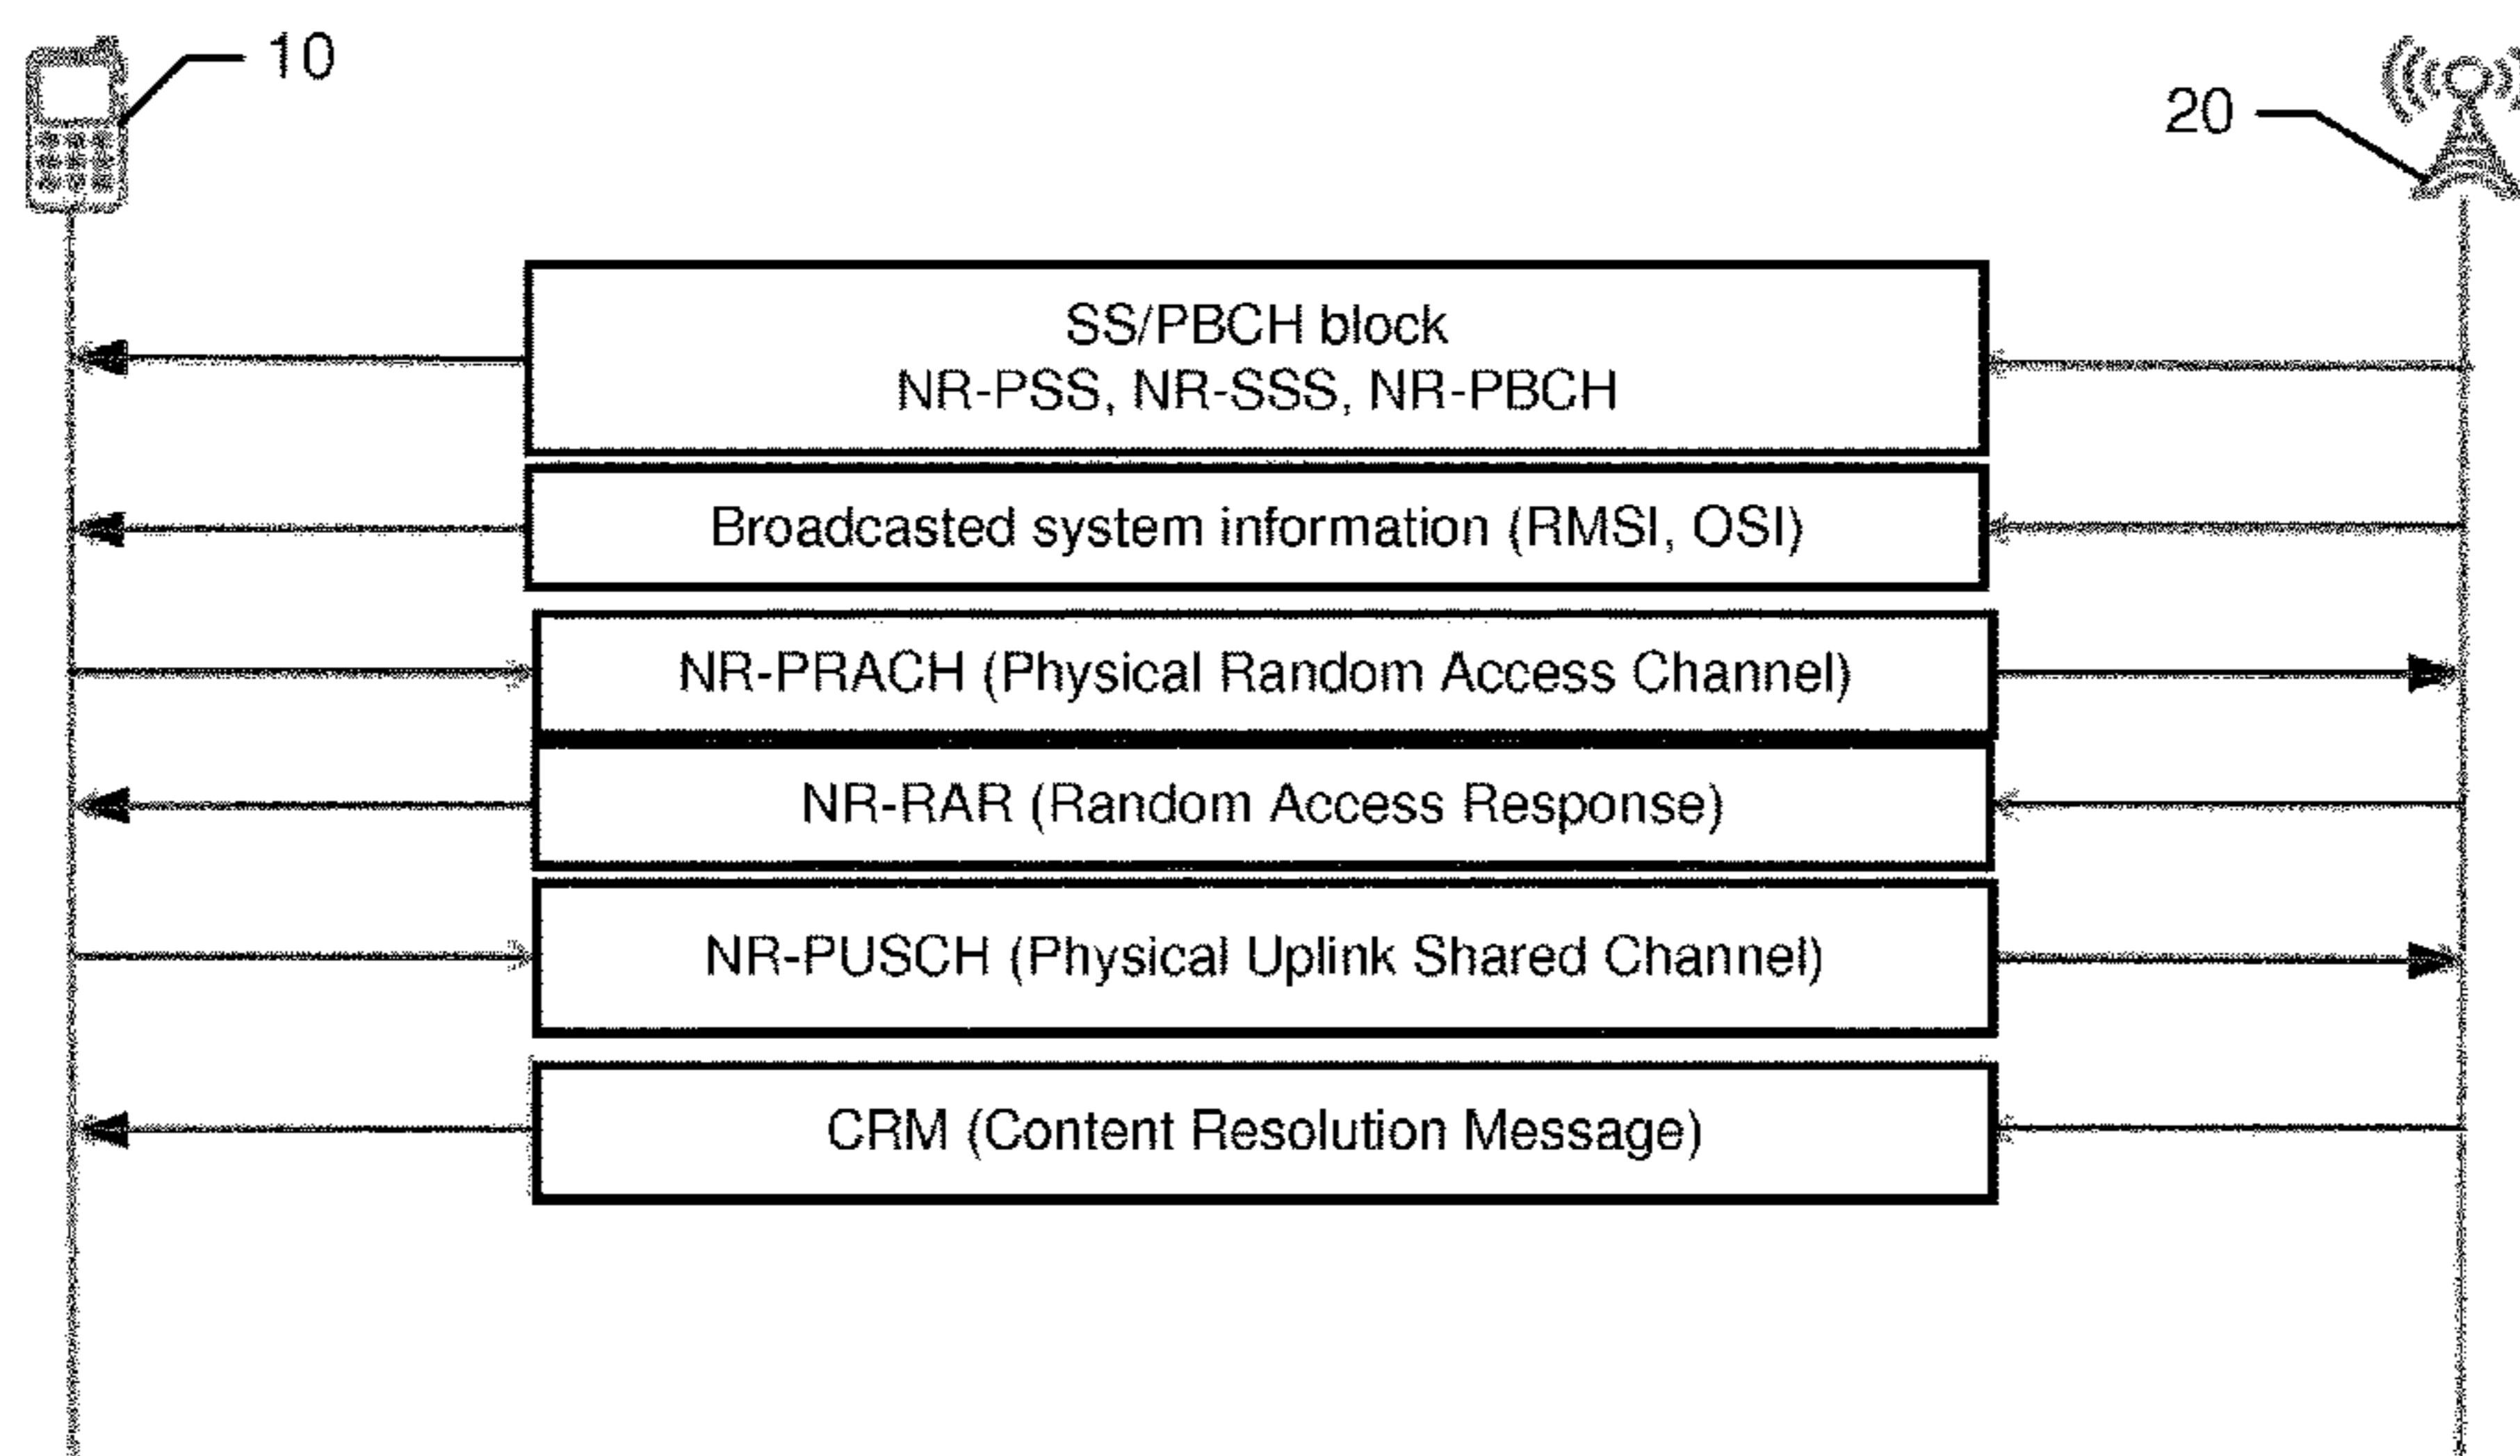 10
20
SS/PBCH block
NR-PSS, NR-SSS, NR-PBCH
Broadcasted system information (RMSI, OSI)
NR-PRACH (Physical Random Access Channel)
NR-RAR (Random Access Response)
NR-PUSCH (Physical Uplink Shared Channel)
CRM (Content Resolution Message)